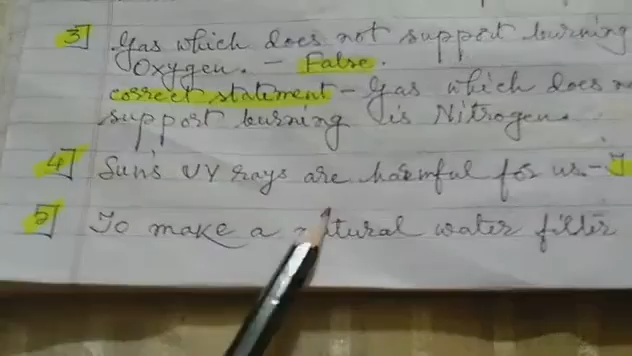 3] Gas which does not support burning
Oxygen. - False.
correct statement - Gas which does
support burning is Nitrogen.
4] Sun's UV rays are harmful for us - T
5] To make a natural water filter